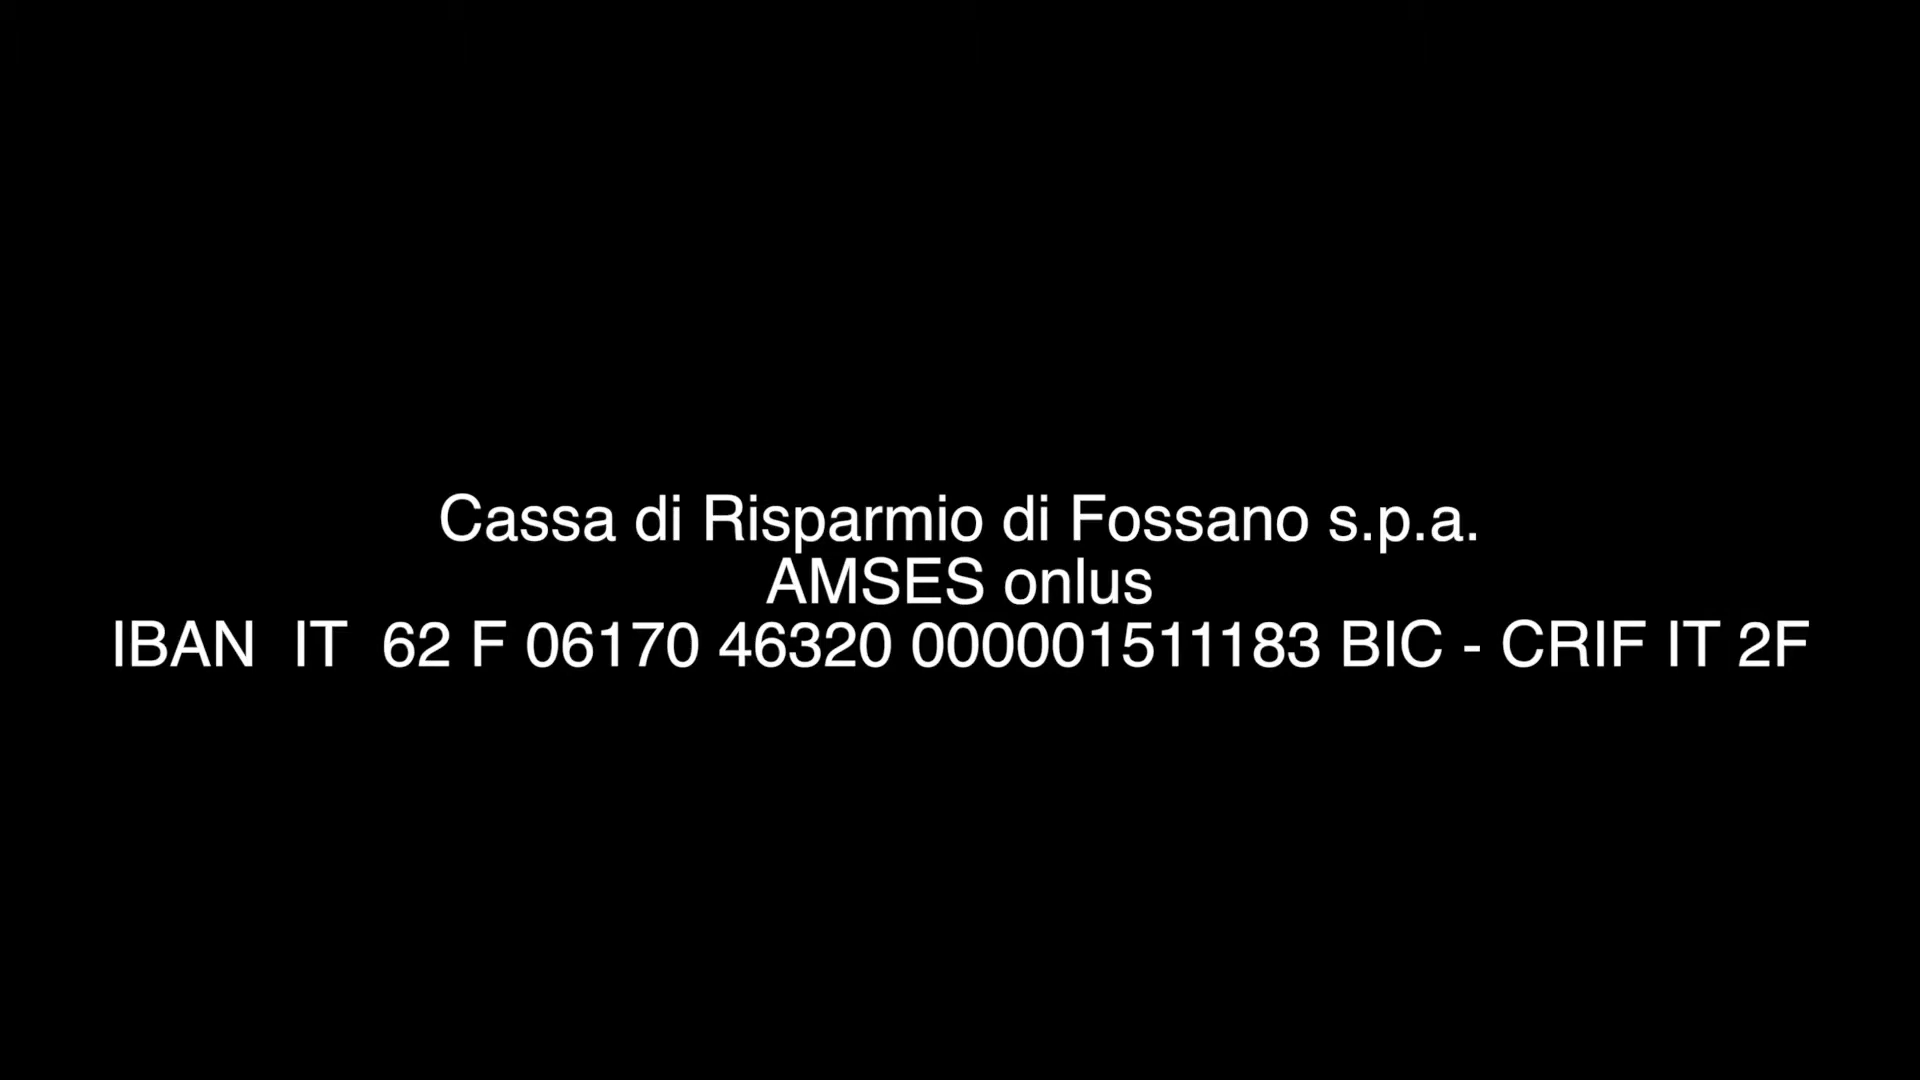 Cassa di Risparmio di Fossano s.p.a.
AMSES onlus
IBAN  IT  62 F 06170 46320 000001511183 BIC - CRIF IT 2F